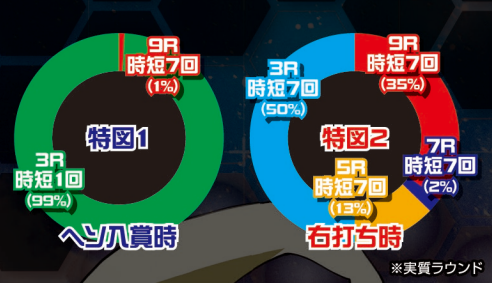 9R
時短7回
(1%)
特図1
3R
時短1回
(99%)
ヘソ入賞時
9R
時短7回
(35%)
3R
時短7回
(50%)
特図2
7R
時短7回
(2%)
5R
時短7回
(13%)
右打ち時
※実質ラウンド